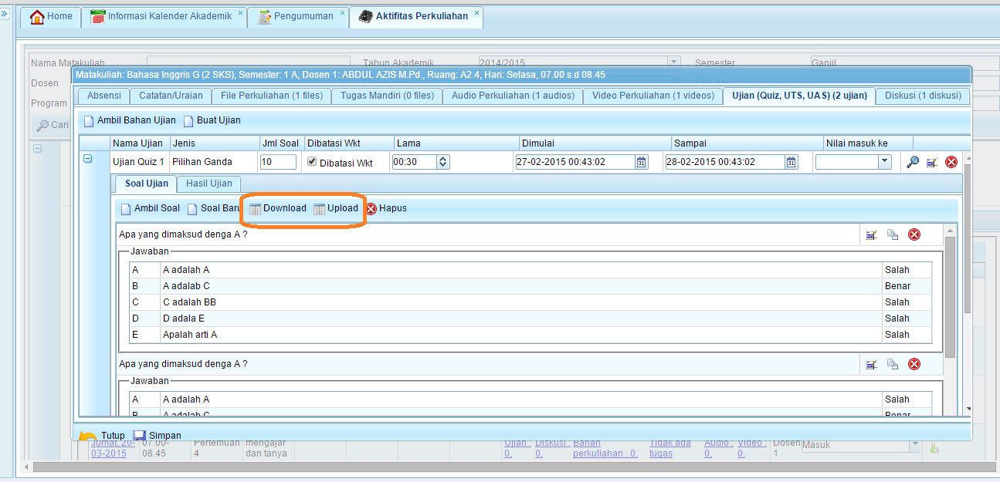 Home Informasi Kalender Akademik Pengumuman Aktifitas Perkuliahan
Nama Matakuliah Tahun Akademik 2014/2015 Semester Ganjil
Matakuliah: Bahasa Inggris G (2 SKS), Semester: 1 A, Dosen 1: ABDUL AZIS M.Pd., Ruang: A2.4, Hari: Selasa, 07.00 s.d 08.45
Dosen
Absensi Catatan/Uraian File Perkuliahan (1 files) Tugas Mandiri (0 files) Audio Perkuliahan (1 audios) Video Perkuliahan (1 videos) Ujian (Quiz, UTS, UAS) (2 ujian) Diskusi (1 diskusi)
Program
Cari
Ambil Bahan Ujian Buat Ujian
Nama Ujian Jenis Jml Soal Dibatasi Wkt Lama Dimulai Sampai Nilai masuk ke
Ujian Quiz 1 Pilihan Ganda 10 Dibatasi Wkt 00:30 27-02-2015 00:43:02 28-02-2015 00:43:02
Soal Ujian Hasil Ujian
Ambil Soal Soal Baru Download Upload Hapus
Apa yang dimaksud denga A ?
Jawaban
A A adalah A Salah
B A adalab C Benar
C C adalah BB Salah
D D adala E Salah
E Apalah arti A Salah
Apa yang dimaksud denga A ?
Jawaban
A A adalah A Salah
B A adalab C Benar
Tutup Simpan
Jumat, 20- 07.00- Pertemuan mengajar Ujian : Diskusi : Bahan Tidak ada Audio : Video : Dosen Masuk
03-2015 08.45 4 dan tanya 0, 0, perkuliahan : 0, tugas 0, 0, 1